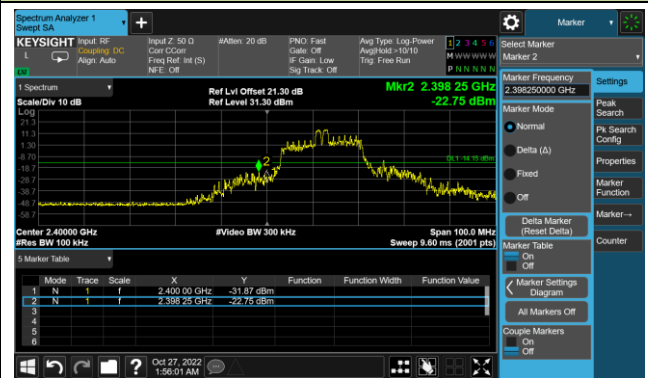 Spectrum Analyzer 1
Swept SA
Marker
KEYSIGHT Input: RF Input Z: 50 Ω #Atten: 20 dB PNO: Fast Avg Type: Log-Power 1 2 3 4 5 6
L Coupling: DC Corr CCorr Gate: Off Avg|Hold >10/10 M W W W W W
Align: Auto Freq Ref: Int (S) IF Gain: Low Trig: Free Run P N N N N N
LXI NFE: Off Sig Track: Off
Select Marker
Marker 2
1 Spectrum
Ref Lvl Offset 21.30 dB Mkr2 2.398 25 GHz
Scale/Div 10 dB Ref Level 31.30 dBm -22.75 dBm
Log
21.3
11.3
1.30
-8.70
-18.7
-28.7
-38.7
-48.7
-58.7
2
DL1 -14.15 dBm
Center 2.40000 GHz #Video BW 300 kHz Span 100.0 MHz
#Res BW 100 kHz Sweep 9.60 ms (2001 pts)
5 Marker Table
Mode Trace Scale X Y Function Function Width Function Value
1 N 1 f 2.400 00 GHz -31.87 dBm
2 N 1 f 2.398 25 GHz -22.75 dBm
3
4
5
6
Marker Frequency
2.398250000 GHz
Marker Mode
Normal
Delta (Δ)
Fixed
Off
Delta Marker
(Reset Delta)
Marker Table
On
Off
Marker Settings
Diagram
All Markers Off
Couple Markers
On
Off
Settings
Peak
Search
Pk Search
Config
Properties
Marker
Function
Marker→
Counter
? Oct 27, 2022
1:56:01 AM